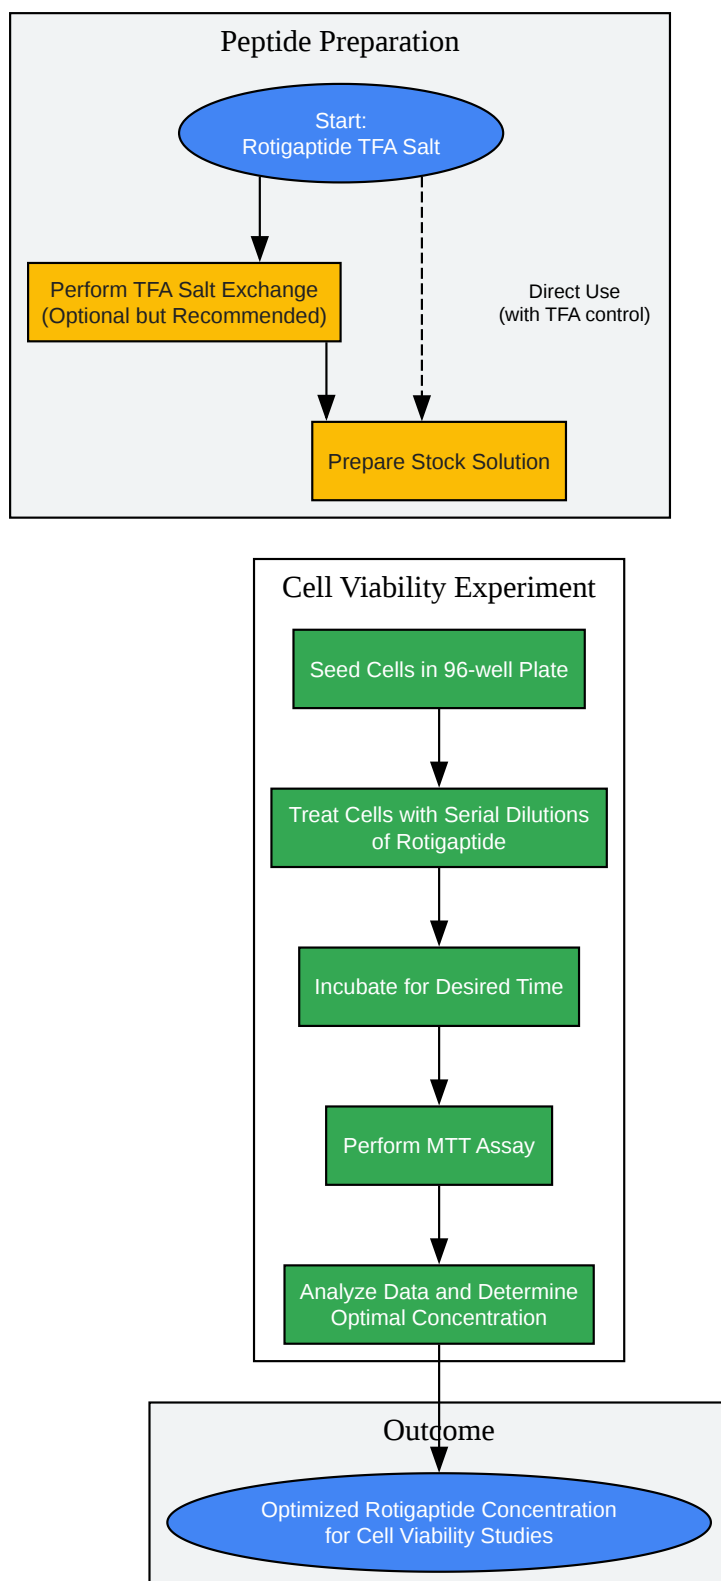 Peptide Preparation
Start:
Rotigaptide TFA Salt
Perform TFA Salt Exchange
(Optional but Recommended)
Direct Use
(with TFA control)
Prepare Stock Solution
Cell Viability Experiment
Seed Cells in 96-well Plate
Treat Cells with Serial Dilutions
of Rotigaptide
Incubate for Desired Time
Perform MTT Assay
Analyze Data and Determine
Optimal Concentration
Outcome
Optimized Rotigaptide Concentration
for Cell Viability Studies